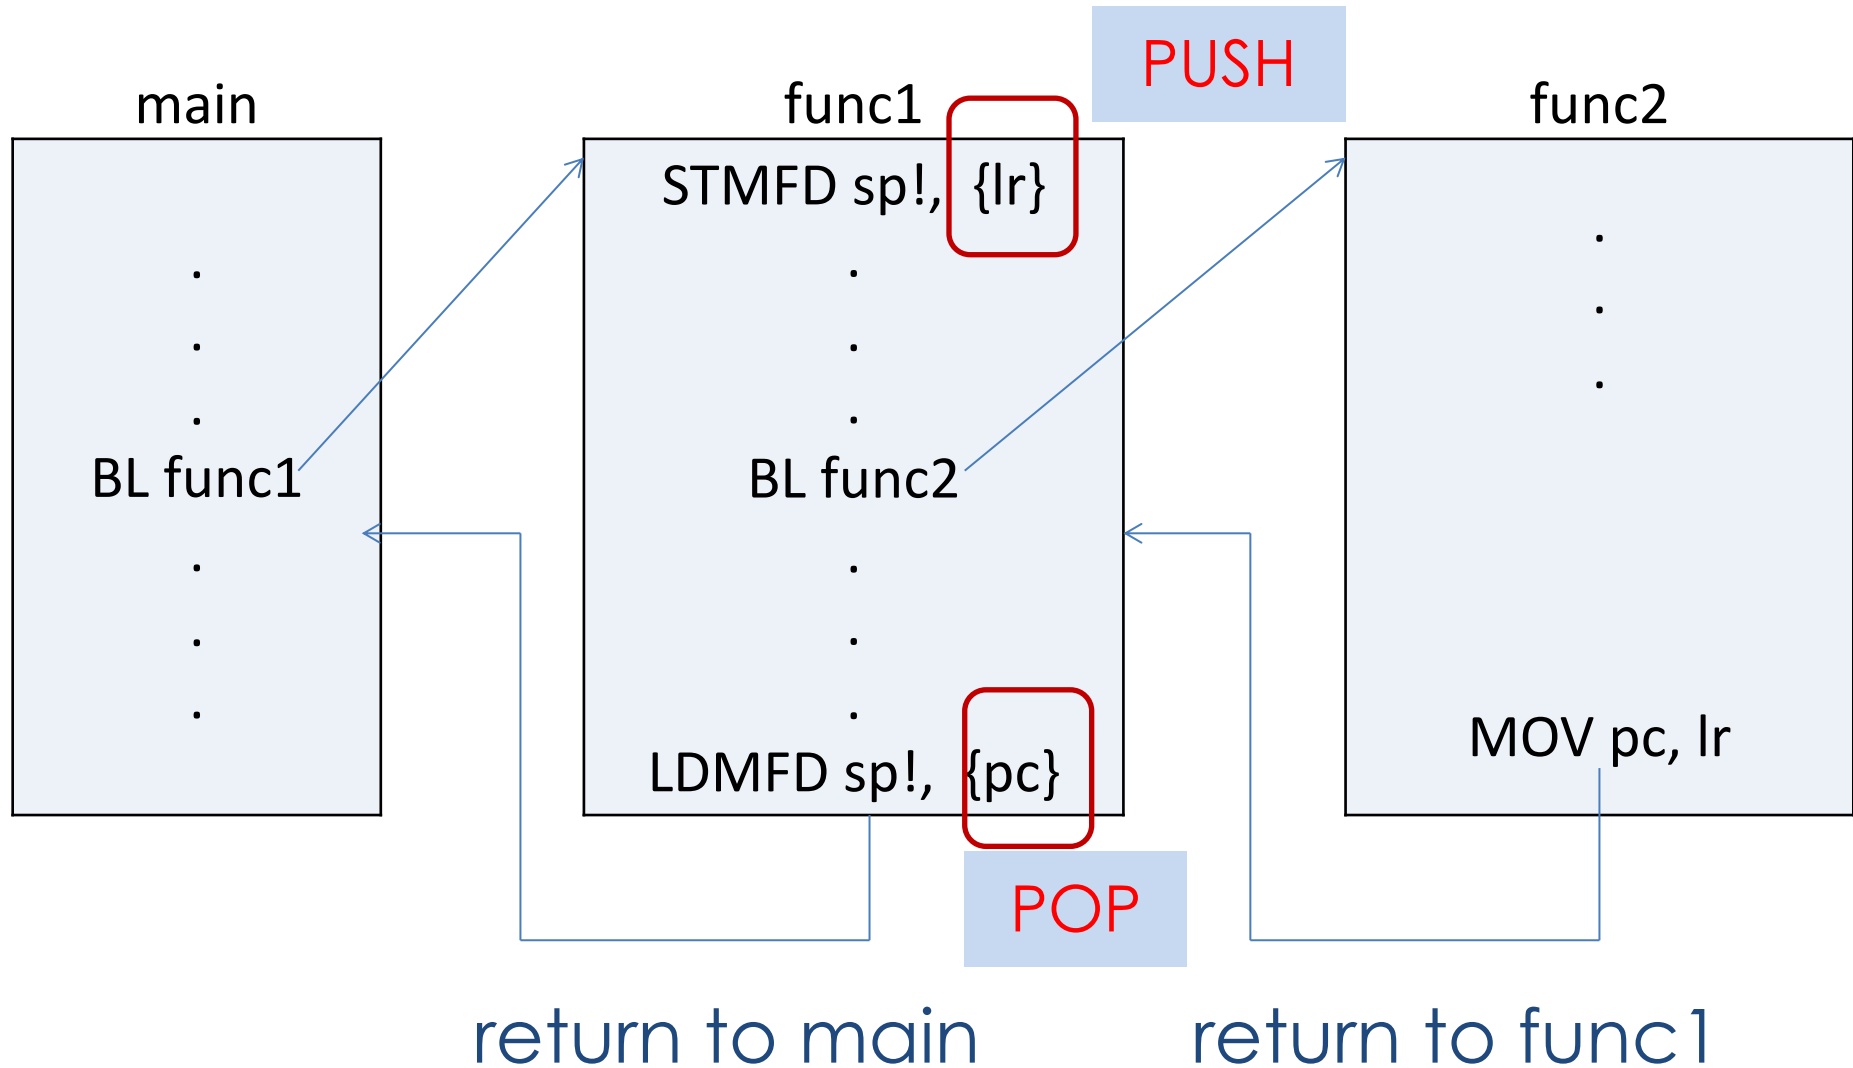 PUSH
main
func1
func2
STMFD sp!, {lr}
.
.
.
.
.
.
.
.
.
BL func1
BL func2
.
.
.
.
.
.
MOV pc, lr
LDMFD sp!, {pc}
POP
return to main
return to func1